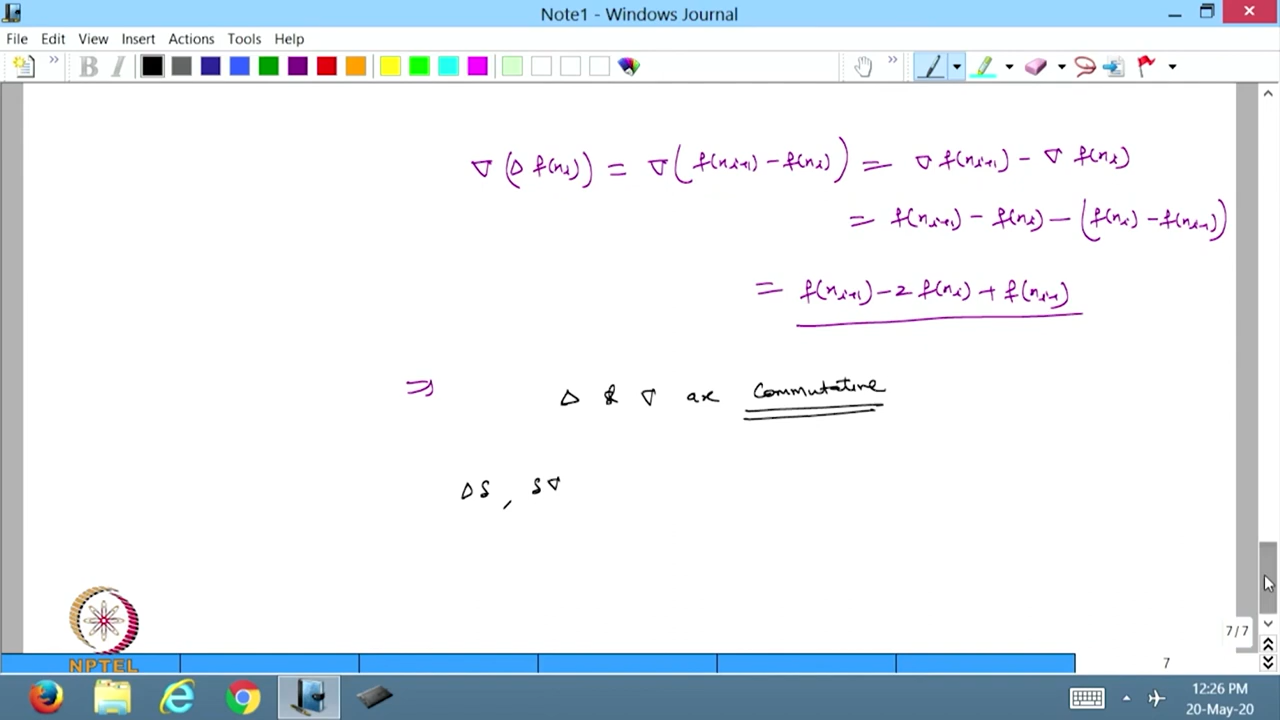 Note1 - Windows Journal
File Edit View Insert Actions Tools Help
B I
∇(Δ f(x_i)) = ∇(f(x_{i+1}) - f(x_i)) = ∇ f(x_{i+1}) - ∇ f(x_i)
= f(x_{i+1}) - f(x_i) - (f(x_i) - f(x_{i-1}))
= f(x_{i+1}) - 2 f(x_i) + f(x_{i-1})
⇒ Δ & ∇ are Commutative
Δδ, δ∇
7 / 7
NPTEL
7
12:26 PM
20-May-20